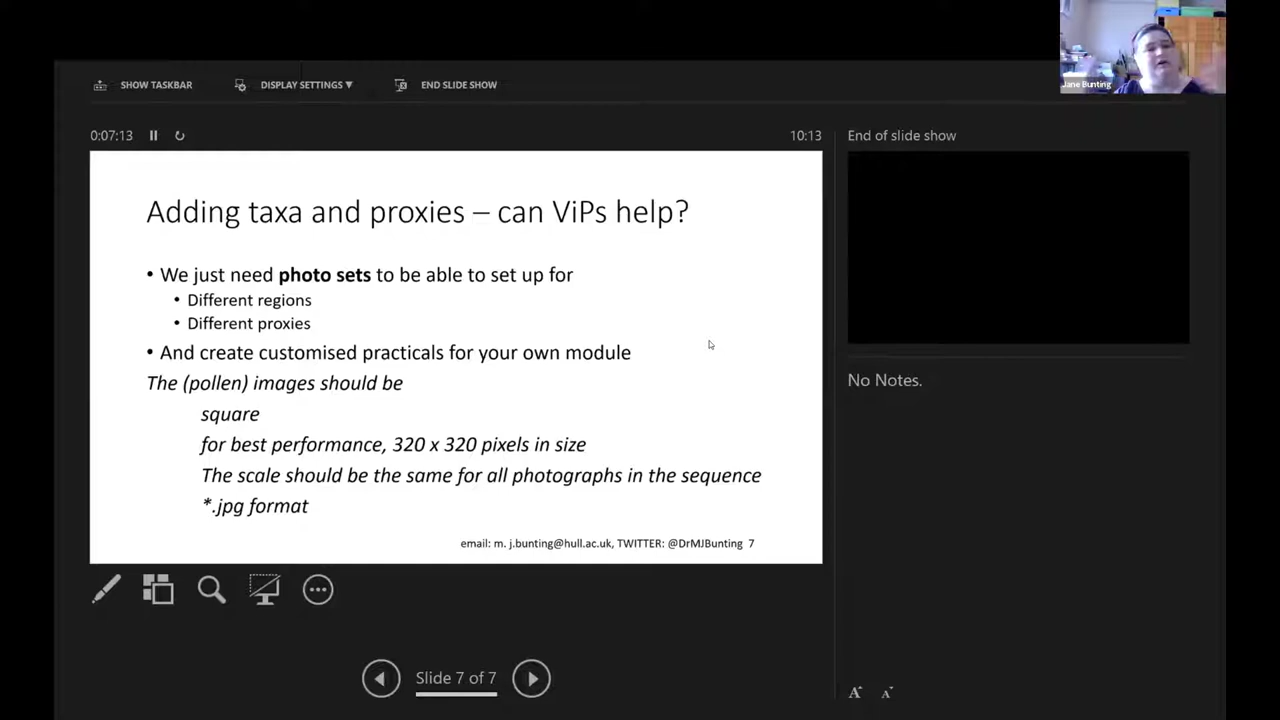 Jane Bunting
SHOW TASKBAR
DISPLAY SETTINGS ▼
END SLIDE SHOW
0:07:13
10:13
Adding taxa and proxies – can ViPs help?
• We just need photo sets to be able to set up for
• Different regions
• Different proxies
• And create customised practicals for your own module
The (pollen) images should be
square
for best performance, 320 x 320 pixels in size
The scale should be the same for all photographs in the sequence
*.jpg format
email: m. j.bunting@hull.ac.uk, TWITTER: @DrMJBunting 7
End of slide show
No Notes.
Slide 7 of 7
A A